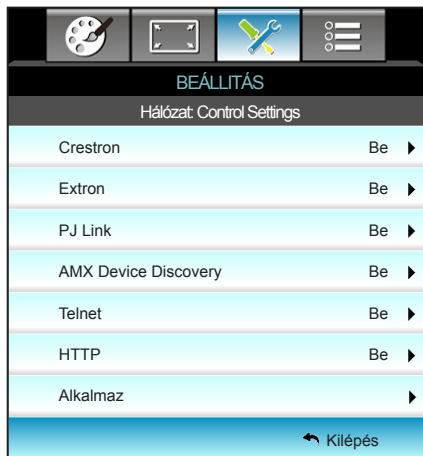 BEÁLLITÁS
Hálózat: Control Settings
Crestron Be
Extron Be
PJ Link Be
AMX Device Discovery Be
Telnet Be
HTTP Be
Alkalmaz
Kilépés